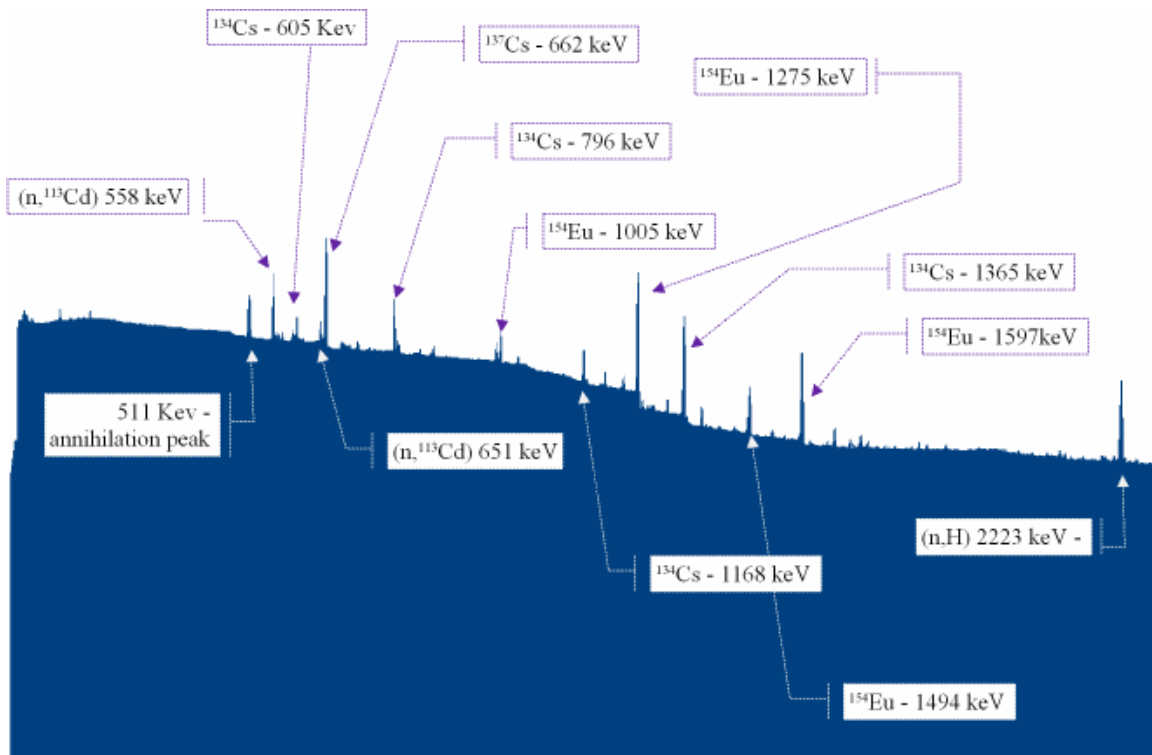 ¹³⁴Cs - 605 Kev
¹³⁷Cs - 662 keV
¹⁵⁴Eu - 1275 keV
¹³⁴Cs - 796 keV
(n,¹¹³Cd) 558 keV
¹⁵⁴Eu - 1005 keV
¹³⁴Cs - 1365 keV
¹⁵⁴Eu - 1597keV
511 Kev -
annihilation peak
(n,¹¹³Cd) 651 keV
(n,H) 2223 keV -
¹³⁴Cs - 1168 keV
¹⁵⁴Eu - 1494 keV